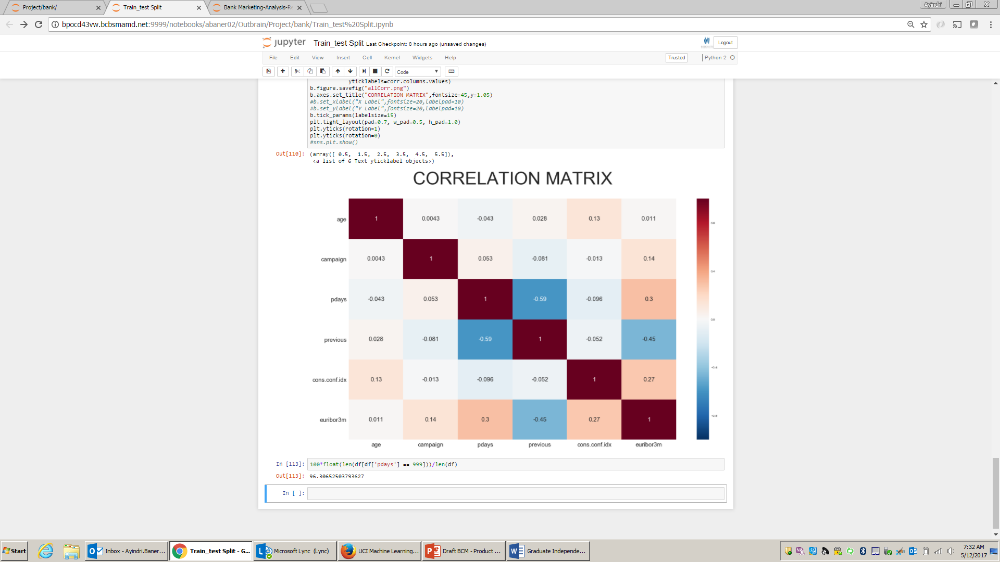 Project/bank/
Train_test Split
Bank Marketing-Analysis-Re
Ayindri
bpocd43vw.bcbsmamd.net:9999/notebooks/abaner02/Outbrain/Project/bank/Train_test%20Split.ipynb
jupyter Train_test Split Last Checkpoint: 8 hours ago (unsaved changes)
Logout
File Edit View Insert Cell Kernel Widgets Help
Trusted Python 2
Code
yticklabels=corr.columns.values)
b.figure.savefig("allCorr.png")
b.axes.set_title("CORRELATION MATRIX",fontsize=45,y=1.05)
#b.set_xlabel("X Label",fontsize=20,labelpad=10)
#b.set_ylabel("Y Label",fontsize=20,labelpad=10)
b.tick_params(labelsize=15)
plt.tight_layout(pad=0.7, w_pad=0.5, h_pad=1.0)
plt.yticks(rotation=1)
plt.yticks(rotation=0)
#sns.plt.show()
Out[110]: (array([ 0.5, 1.5, 2.5, 3.5, 4.5, 5.5]),
<a list of 6 Text yticklabel objects>)
CORRELATION MATRIX
age 1 0.0043 -0.043 0.028 0.13 0.011
campaign 0.0043 1 0.053 -0.081 -0.013 0.14
pdays -0.043 0.053 1 -0.59 -0.096 0.3
previous 0.028 -0.081 -0.59 1 -0.052 -0.45
cons.conf.idx 0.13 -0.013 -0.096 -0.052 1 0.27
euribor3m 0.011 0.14 0.3 -0.45 0.27 1
age campaign pdays previous cons.conf.idx euribor3m
0.8
0.4
0.0
-0.4
-0.8
In [113]: 100*float(len(df[df['pdays'] == 999]))/len(df)
Out[113]: 96.30652503793627
In [ ]:
Start
Inbox - Ayindri.Baner...
Train_test Split - G...
Microsoft Lync (Lync)
UCI Machine Learning...
Draft BCM - Product ...
Graduate Independe...
7:32 AM
5/12/2017